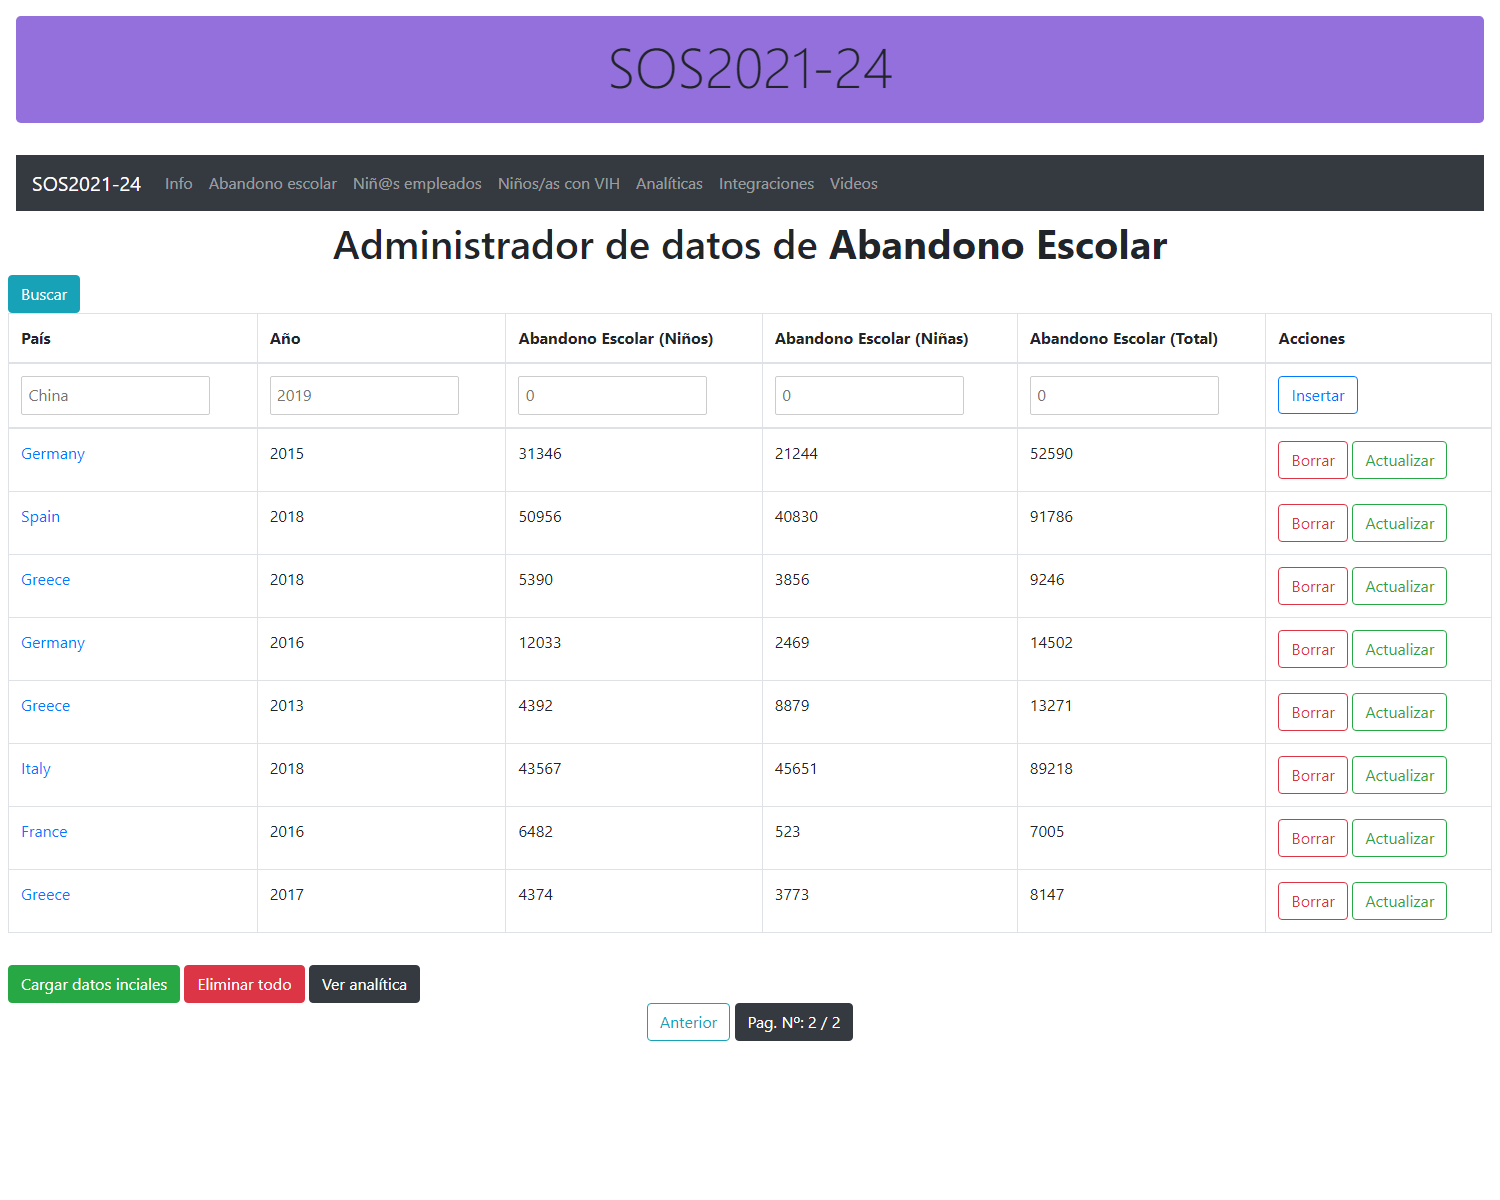 SOS2021-24
SOS2021-24 Info Abandono escolar Niñ@s empleados Niños/as con VIH Analíticas Integraciones Videos
Administrador de datos de Abandono Escolar
Buscar
País Año Abandono Escolar (Niños) Abandono Escolar (Niñas) Abandono Escolar (Total) Acciones
China 2019 0 0 0 Insertar
Germany 2015 31346 21244 52590 Borrar Actualizar
Spain 2018 50956 40830 91786 Borrar Actualizar
Greece 2018 5390 3856 9246 Borrar Actualizar
Germany 2016 12033 2469 14502 Borrar Actualizar
Greece 2013 4392 8879 13271 Borrar Actualizar
Italy 2018 43567 45651 89218 Borrar Actualizar
France 2016 6482 523 7005 Borrar Actualizar
Greece 2017 4374 3773 8147 Borrar Actualizar
Cargar datos inciales Eliminar todo Ver analítica
Anterior Pag. Nº: 2 / 2